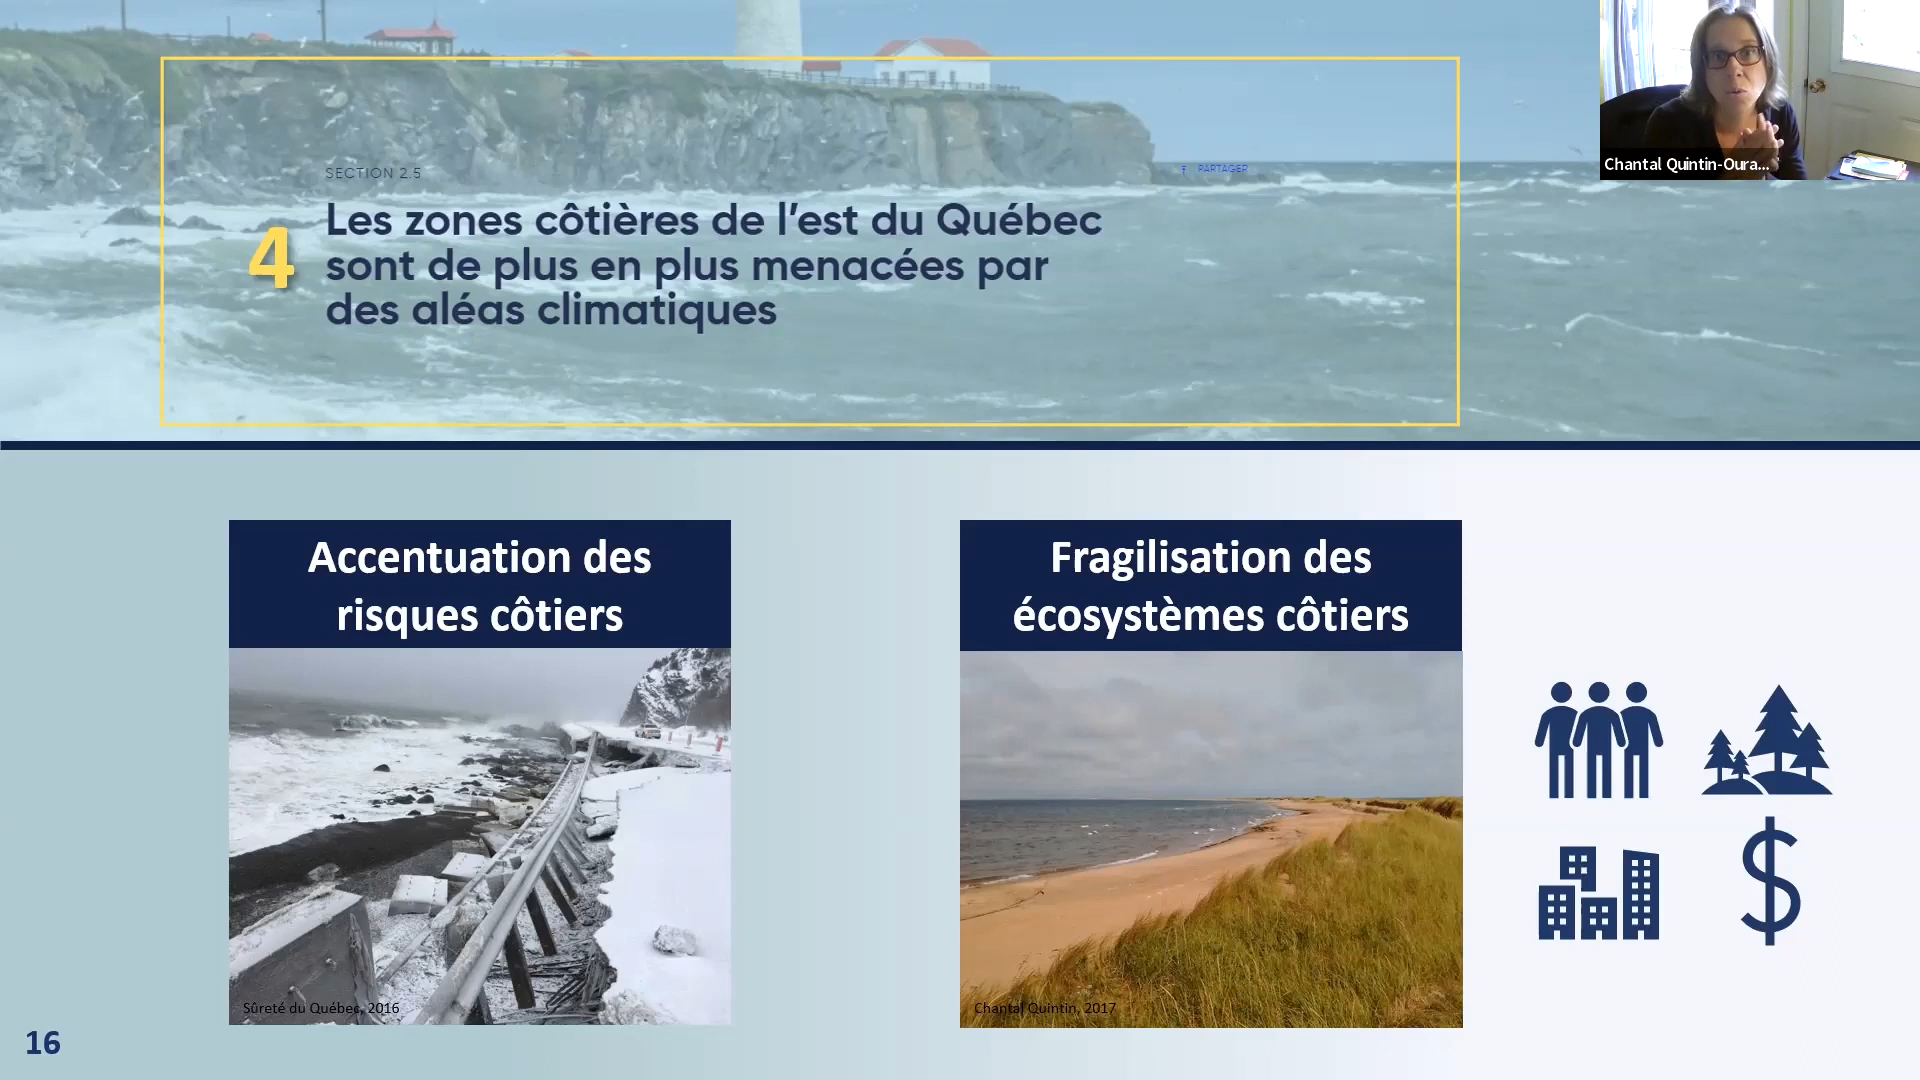 Chantal Quintin-Oura...
SECTION 2.5
PARTAGER
4
Les zones côtières de l’est du Québec
sont de plus en plus menacées par
des aléas climatiques
Accentuation des
risques côtiers
Sûreté du Québec, 2016
Fragilisation des
écosystèmes côtiers
Chantal Quintin, 2017
$
16